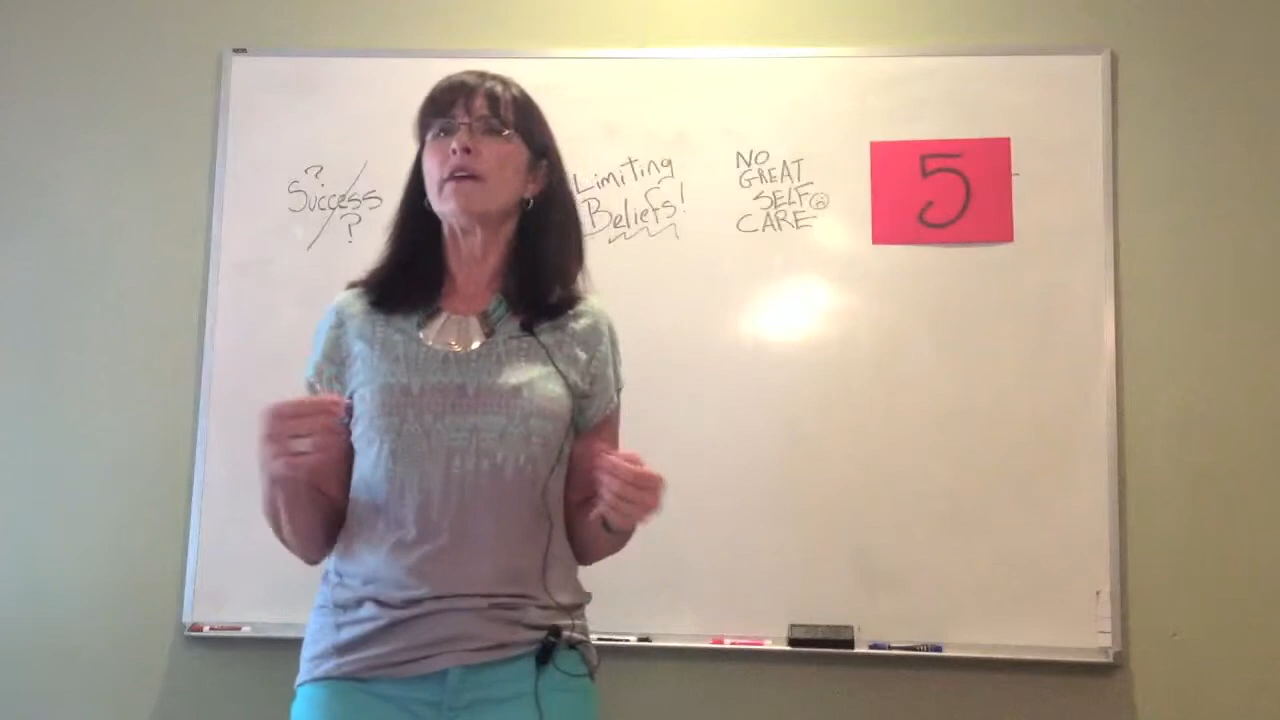 ?
Success
?
Limiting
Beliefs!
NO
GREAT
SELF
CARE
5